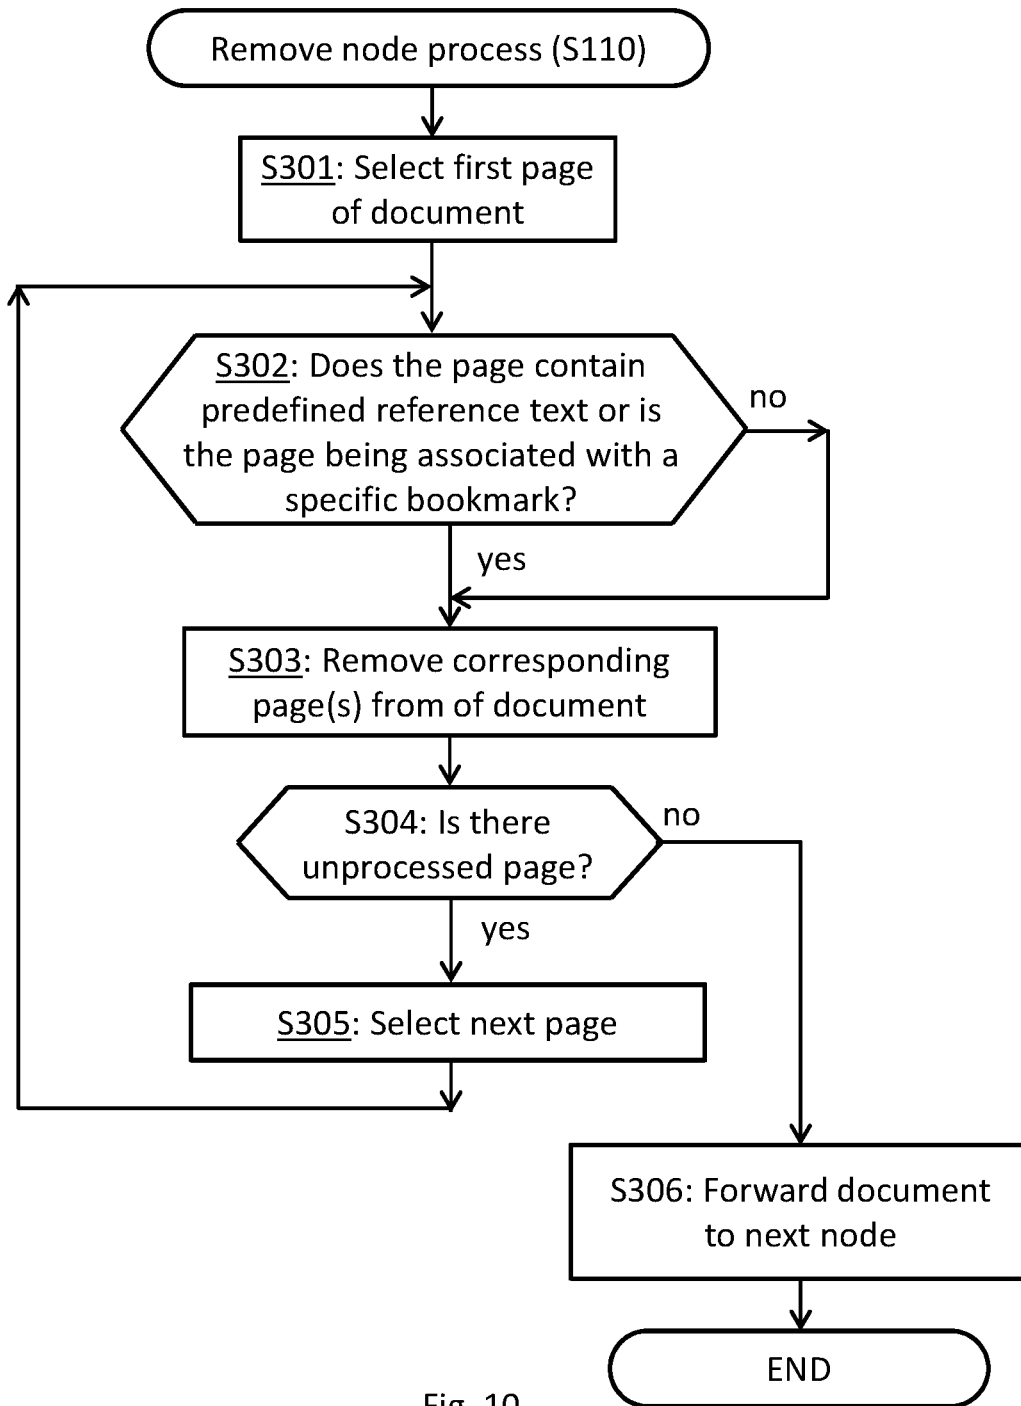 Remove node process (S110)
S301: Select first page
of document
S302: Does the page contain
predefined reference text or is
the page being associated with a
specific bookmark?
no
yes
S303: Remove corresponding
page(s) from of document
S304: Is there
unprocessed page?
no
yes
S305: Select next page
S306: Forward document
to next node
END
Fig. 10